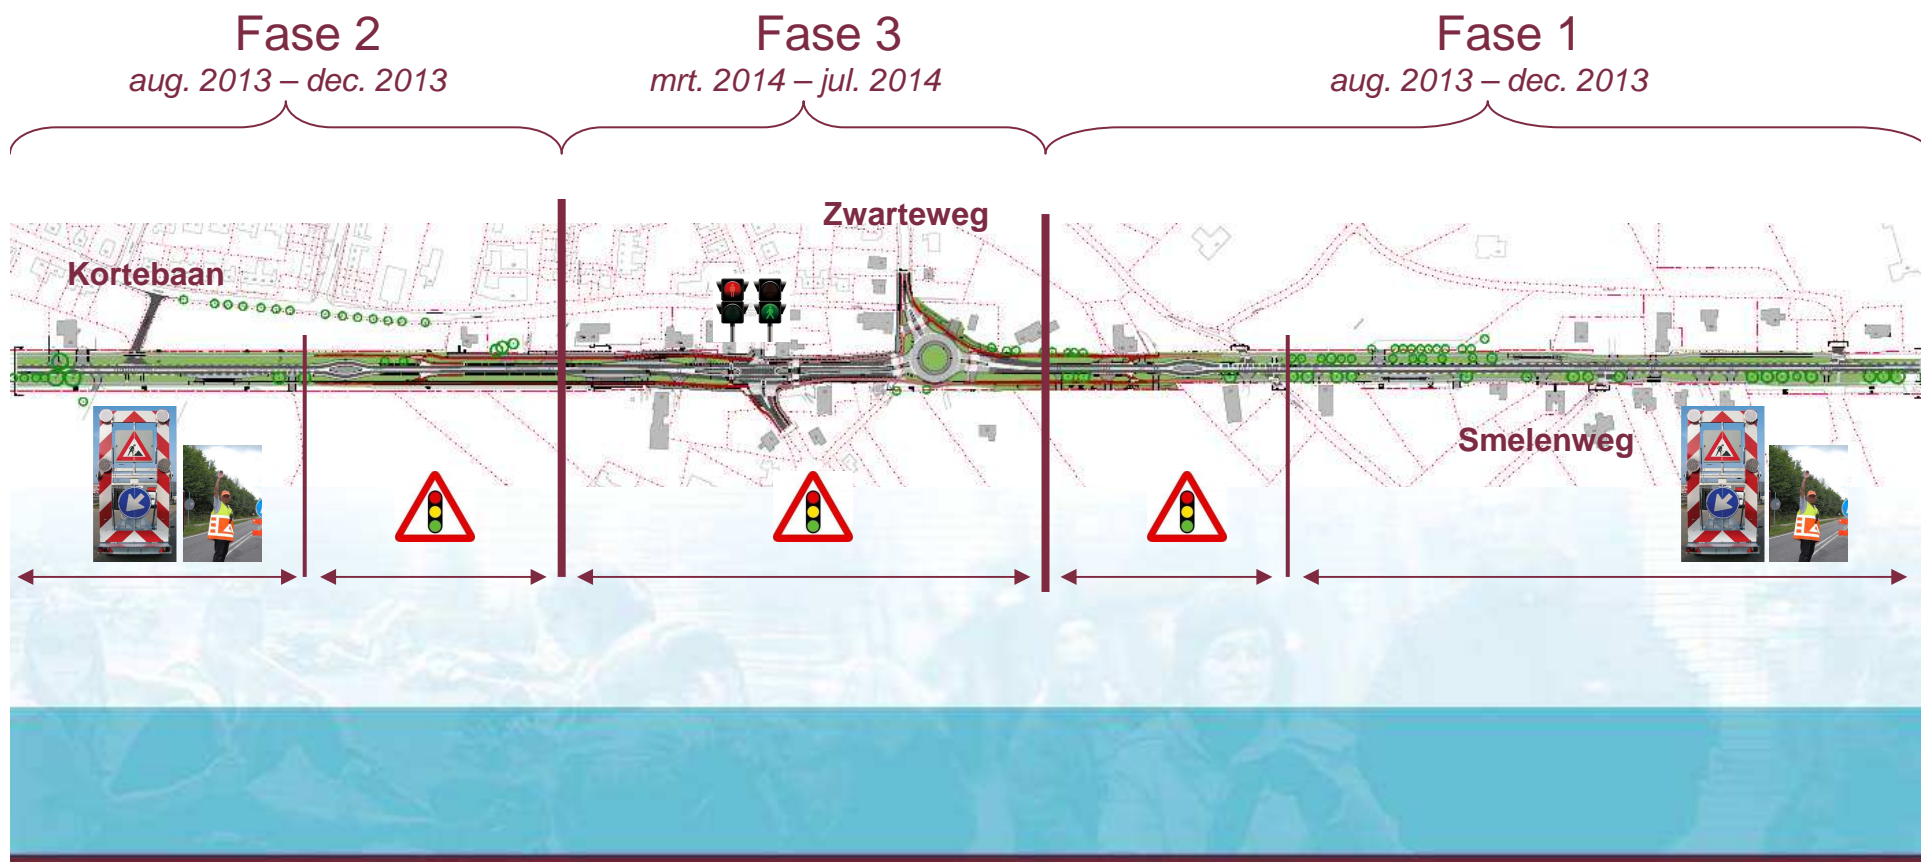 Fase 2
aug. 2013 – dec. 2013
Fase 3
mrt. 2014 – jul. 2014
Fase 1
aug. 2013 – dec. 2013
Zwarteweg
Kortebaan
Smelenweg